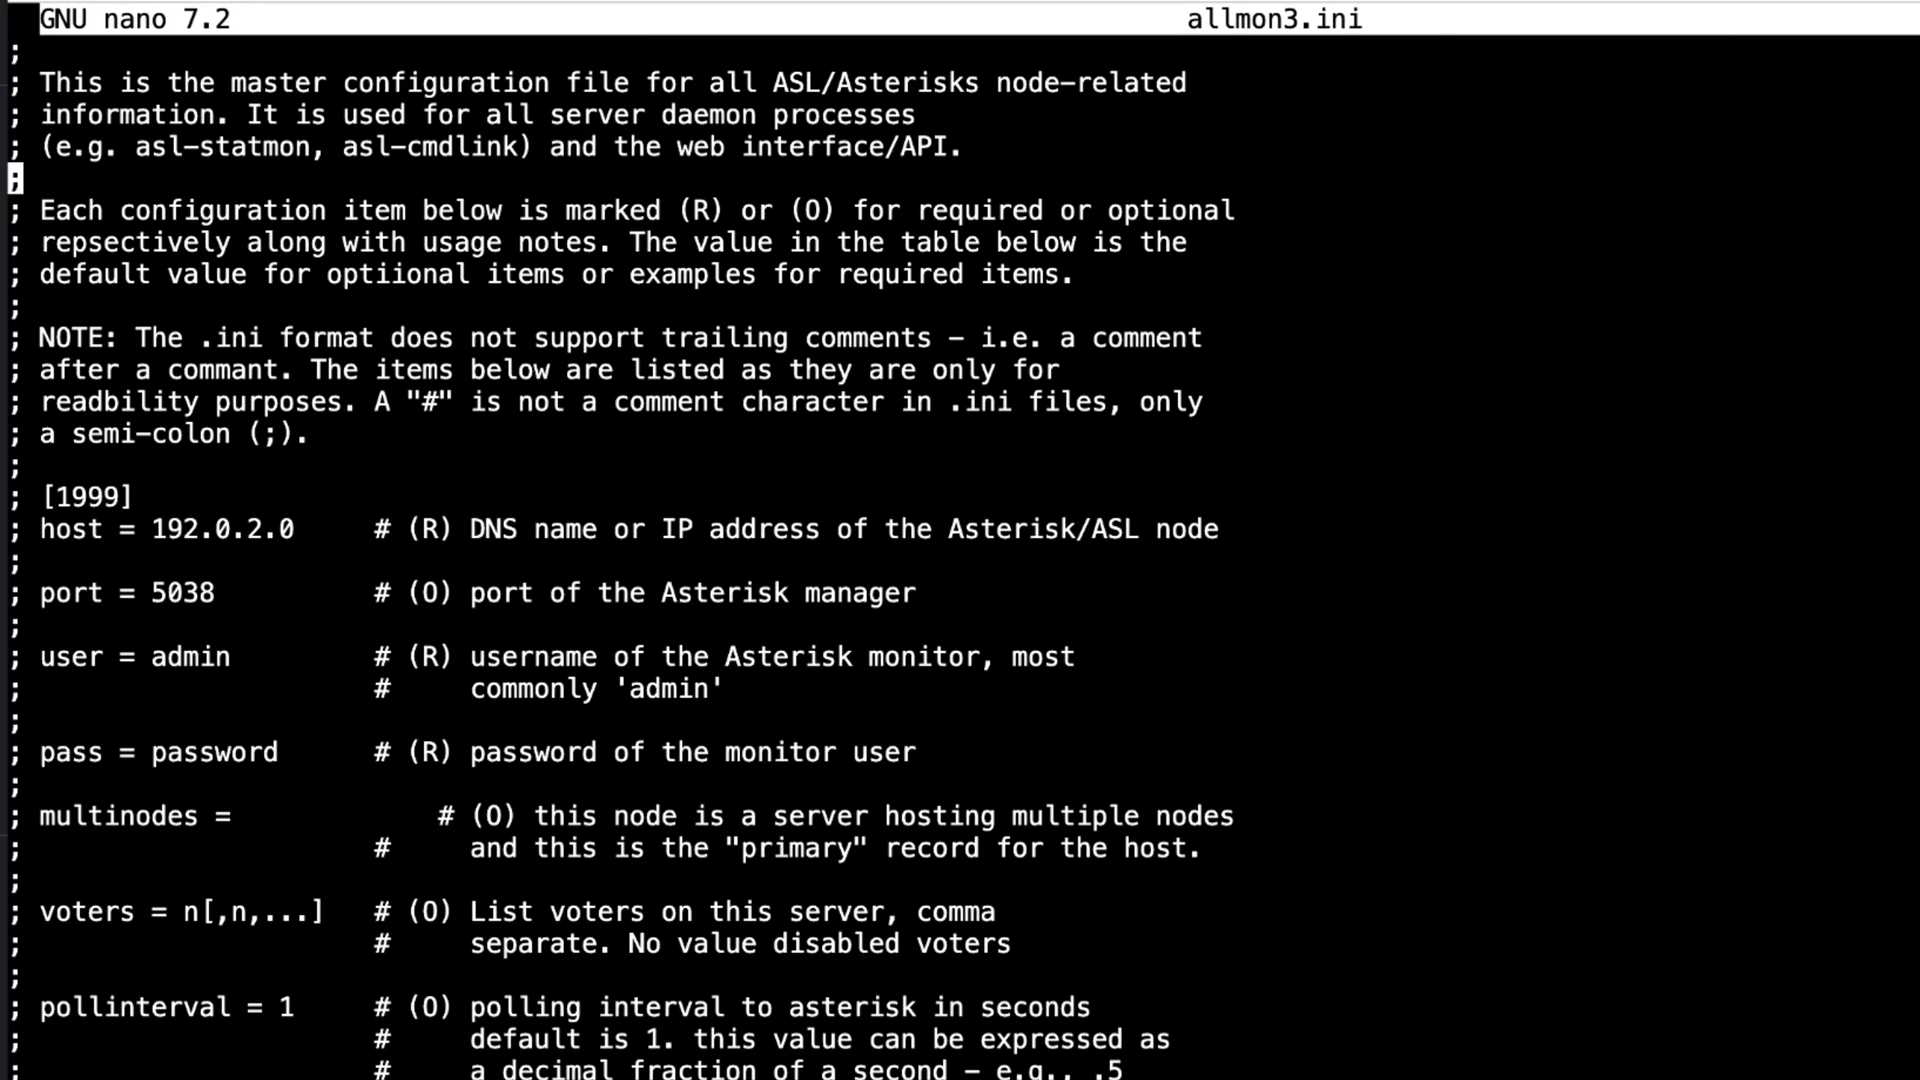 GNU nano 7.2 allmon3.ini
;
; This is the master configuration file for all ASL/Asterisks node-related
; information. It is used for all server daemon processes
; (e.g. asl-statmon, asl-cmdlink) and the web interface/API.
;
; Each configuration item below is marked (R) or (O) for required or optional
; repsectively along with usage notes. The value in the table below is the
; default value for optiional items or examples for required items.
;
; NOTE: The .ini format does not support trailing comments - i.e. a comment
; after a commant. The items below are listed as they are only for
; readbility purposes. A "#" is not a comment character in .ini files, only
; a semi-colon (;).
;
; [1999]
; host = 192.0.2.0     # (R) DNS name or IP address of the Asterisk/ASL node
;
; port = 5038          # (O) port of the Asterisk manager
;
; user = admin         # (R) username of the Asterisk monitor, most
;                      #     commonly 'admin'
;
; pass = password      # (R) password of the monitor user
;
; multinodes =             # (O) this node is a server hosting multiple nodes
;                      #     and this is the "primary" record for the host.
;
; voters = n[,n,...]   # (O) List voters on this server, comma
;                      #     separate. No value disabled voters
;
; pollinterval = 1     # (O) polling interval to asterisk in seconds
;                      #     default is 1. this value can be expressed as
;                      #     a decimal fraction of a second - e.g., .5